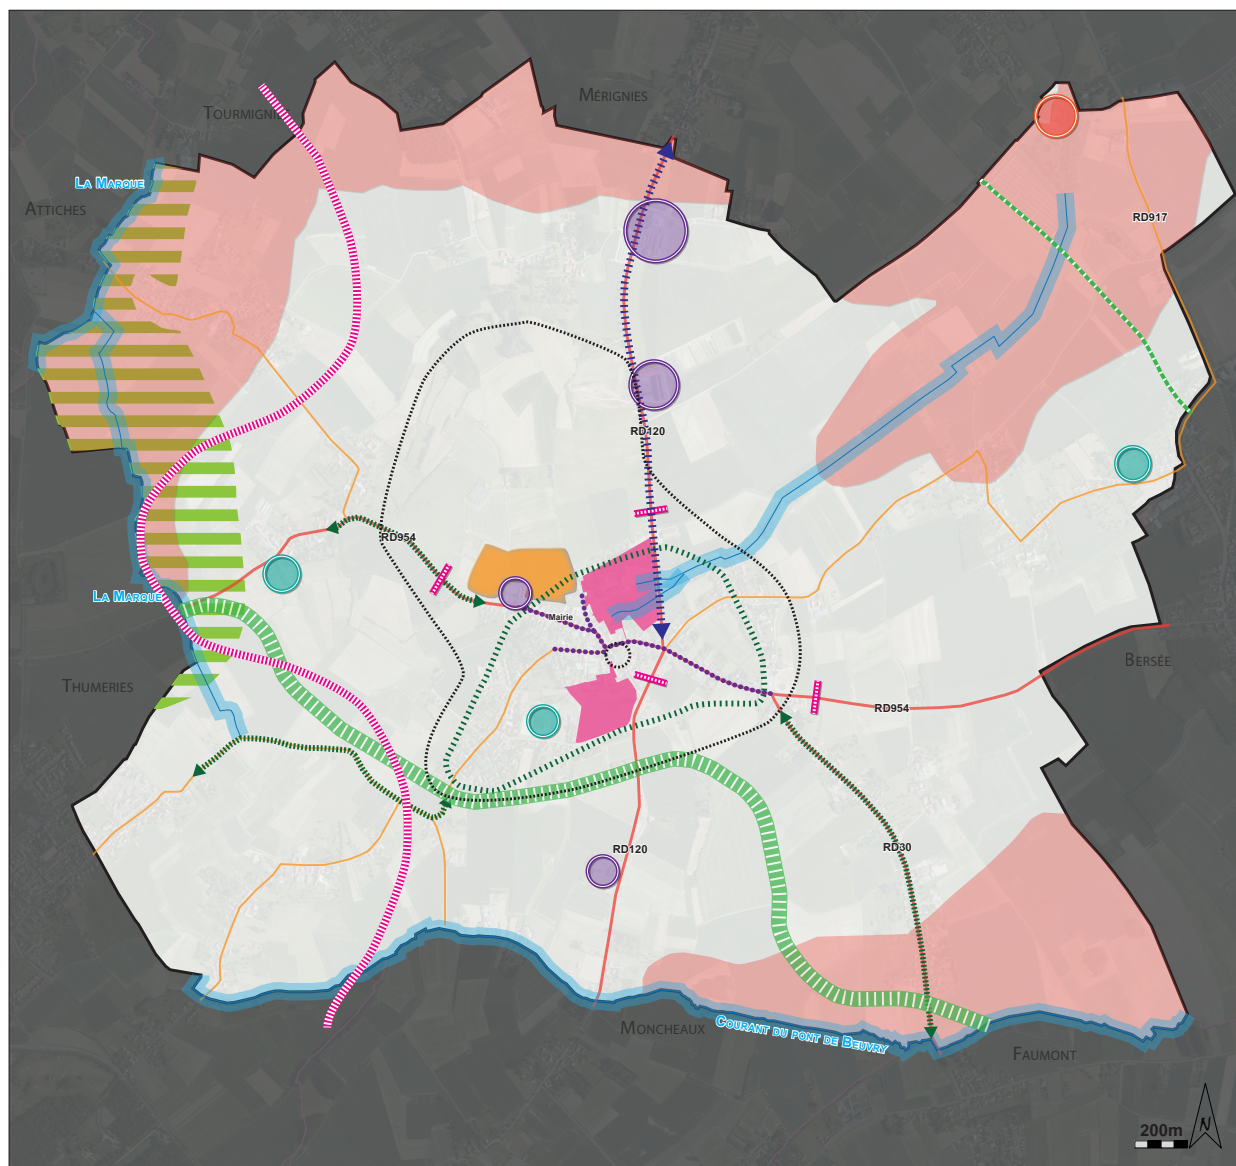 MÉRIGNIES
TOURMIGNIES
LA MARQUE
ATTICHES
RD917
RD120
RD954
LA MARQUE
Mairie
BERSÉE
THUMERIES
RD954
RD120
RD30
MONCHEAUX
COURANT DU PONT DE BEUVRY
FAUMONT
N
200m